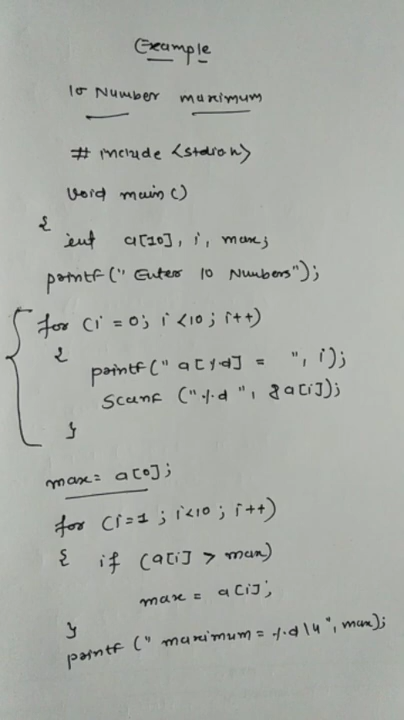 Example
10 Number maximum
# include <stdio.h>
Void main()
{
int a[10], i, max;
printf(" Enter 10 Numbers");
for (i = 0; i <10; i++)
{
printf(" a[%d] = ", i);
Scanf ("%d", &a[i]);
}
max= a[0];
for (i=1; i<10; i++)
{ if (a[i] > max)
max = a[i];
}
printf (" maximum = %d\n", max);